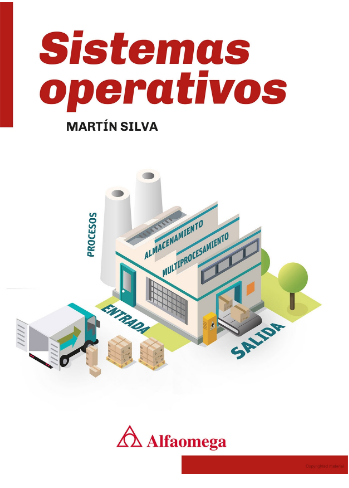 Sistemas
operativos
MARTÍN SILVA
PROCESOS
ALMACENAMIENTO
MULTIPROCESAMIENTO
ENTRADA
SALIDA
Alfaomega